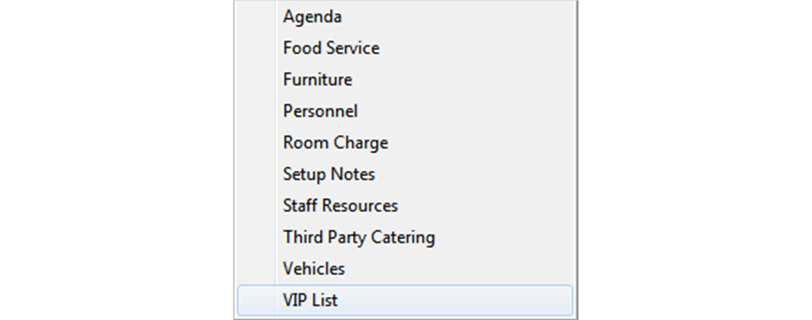 Agenda
Food Service
Furniture
Personnel
Room Charge
Setup Notes
Staff Resources
Third Party Catering
Vehicles
VIP List